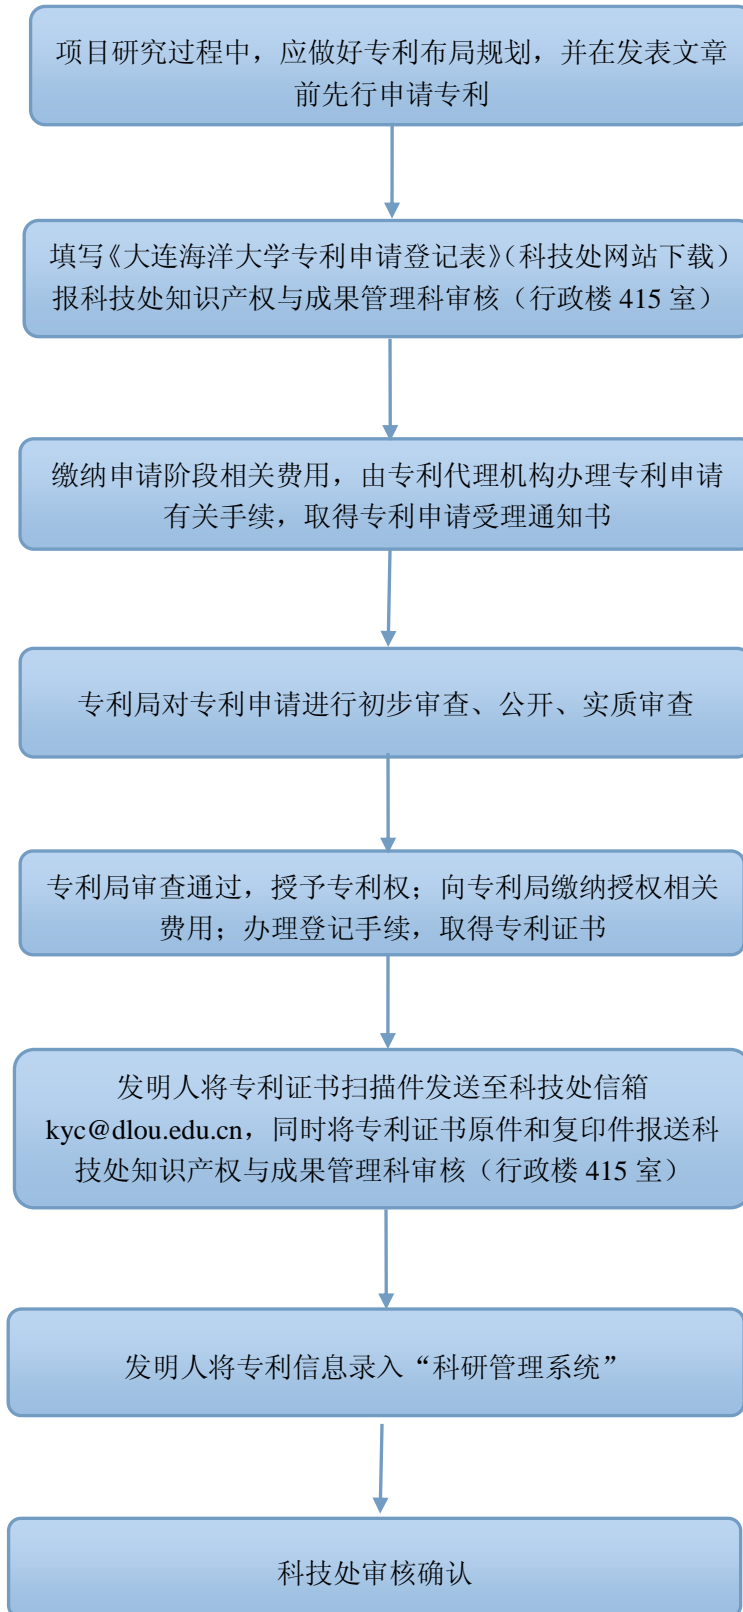 项目研究过程中，应做好专利布局规划，并在发表文章
前先行申请专利
填写《大连海洋大学专利申请登记表》（科技处网站下载）
报科技处知识产权与成果管理科审核（行政楼 415 室）
缴纳申请阶段相关费用，由专利代理机构办理专利申请
有关手续，取得专利申请受理通知书
专利局对专利申请进行初步审查、公开、实质审查
专利局审查通过，授予专利权；向专利局缴纳授权相关
费用；办理登记手续，取得专利证书
发明人将专利证书扫描件发送至科技处信箱
kyc@dlou.edu.cn，同时将专利证书原件和复印件报送科
技处知识产权与成果管理科审核（行政楼 415 室）
发明人将专利信息录入“科研管理系统”
科技处审核确认